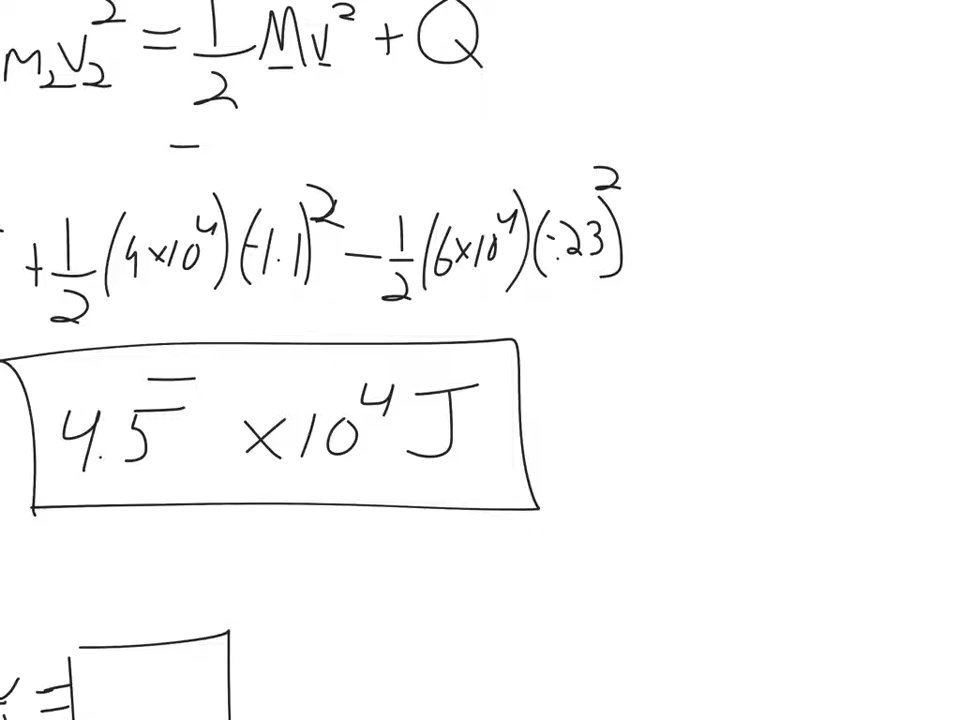 m₂v₂² = 1/2 Mv² + Q
+ 1/2 (4×10⁴)(-1.1)² - 1/2 (6×10⁴)(-.23)²
4.5 ×10⁴ J
=